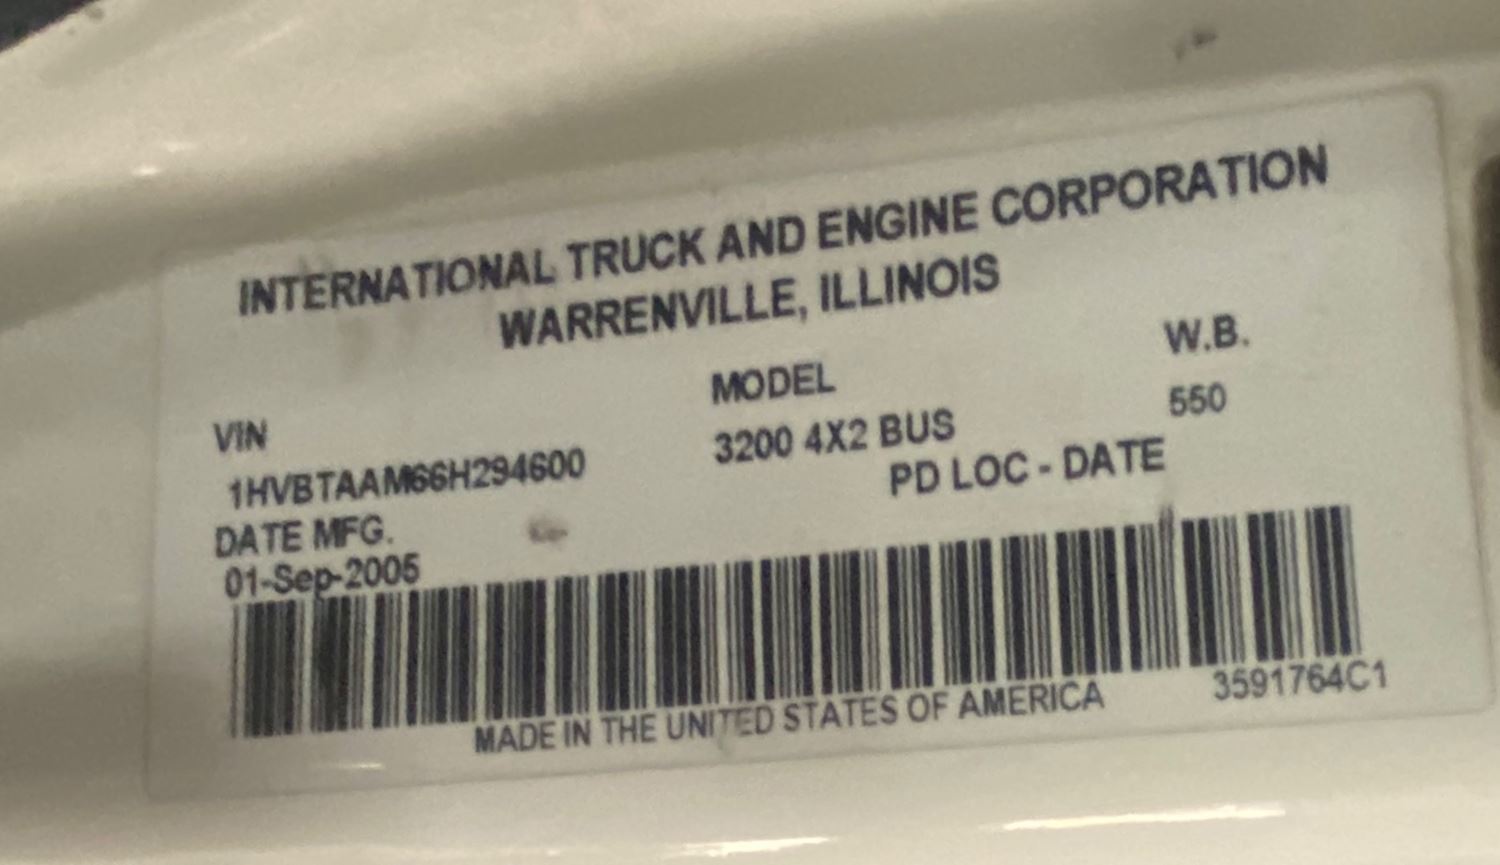 INTERNATIONAL TRUCK AND ENGINE CORPORATION
WARRENVILLE, ILLINOIS
VIN MODEL W.B.
1HVBTAAM66H294600 3200 4X2 BUS 550
DATE MFG. PD LOC - DATE
01-Sep-2005
MADE IN THE UNITED STATES OF AMERICA 3591764C1